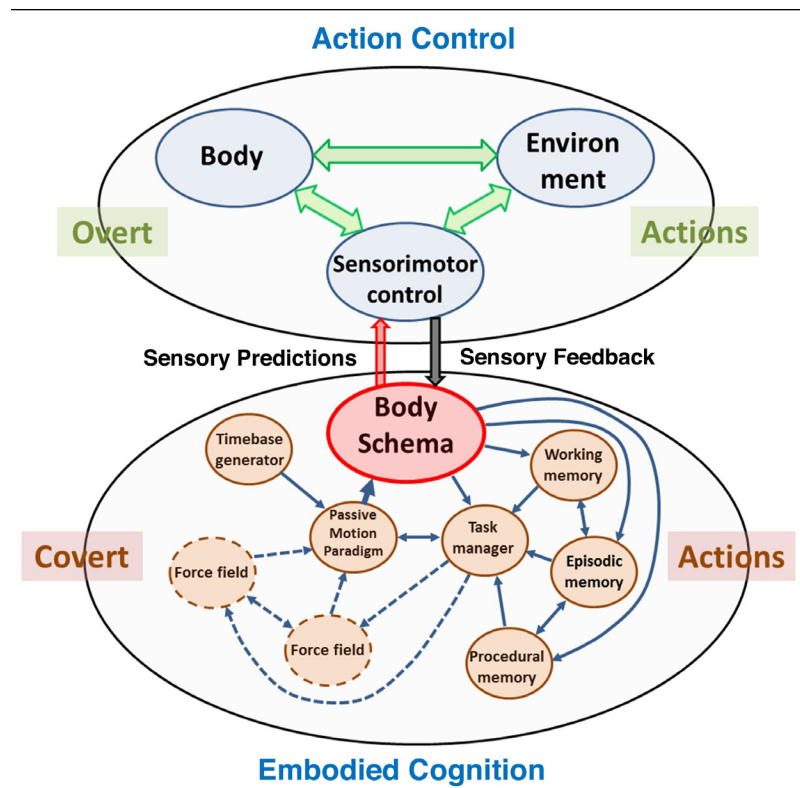 Action Control
Body
Environ
ment
Overt
Actions
Sensorimotor
control
Sensory Predictions
Sensory Feedback
Body
Schema
Timebase
generator
Working
memory
Passive
Motion
Paradigm
Task
manager
Covert
Actions
Force field
Episodic
memory
Force field
Procedural
memory
Embodied Cognition